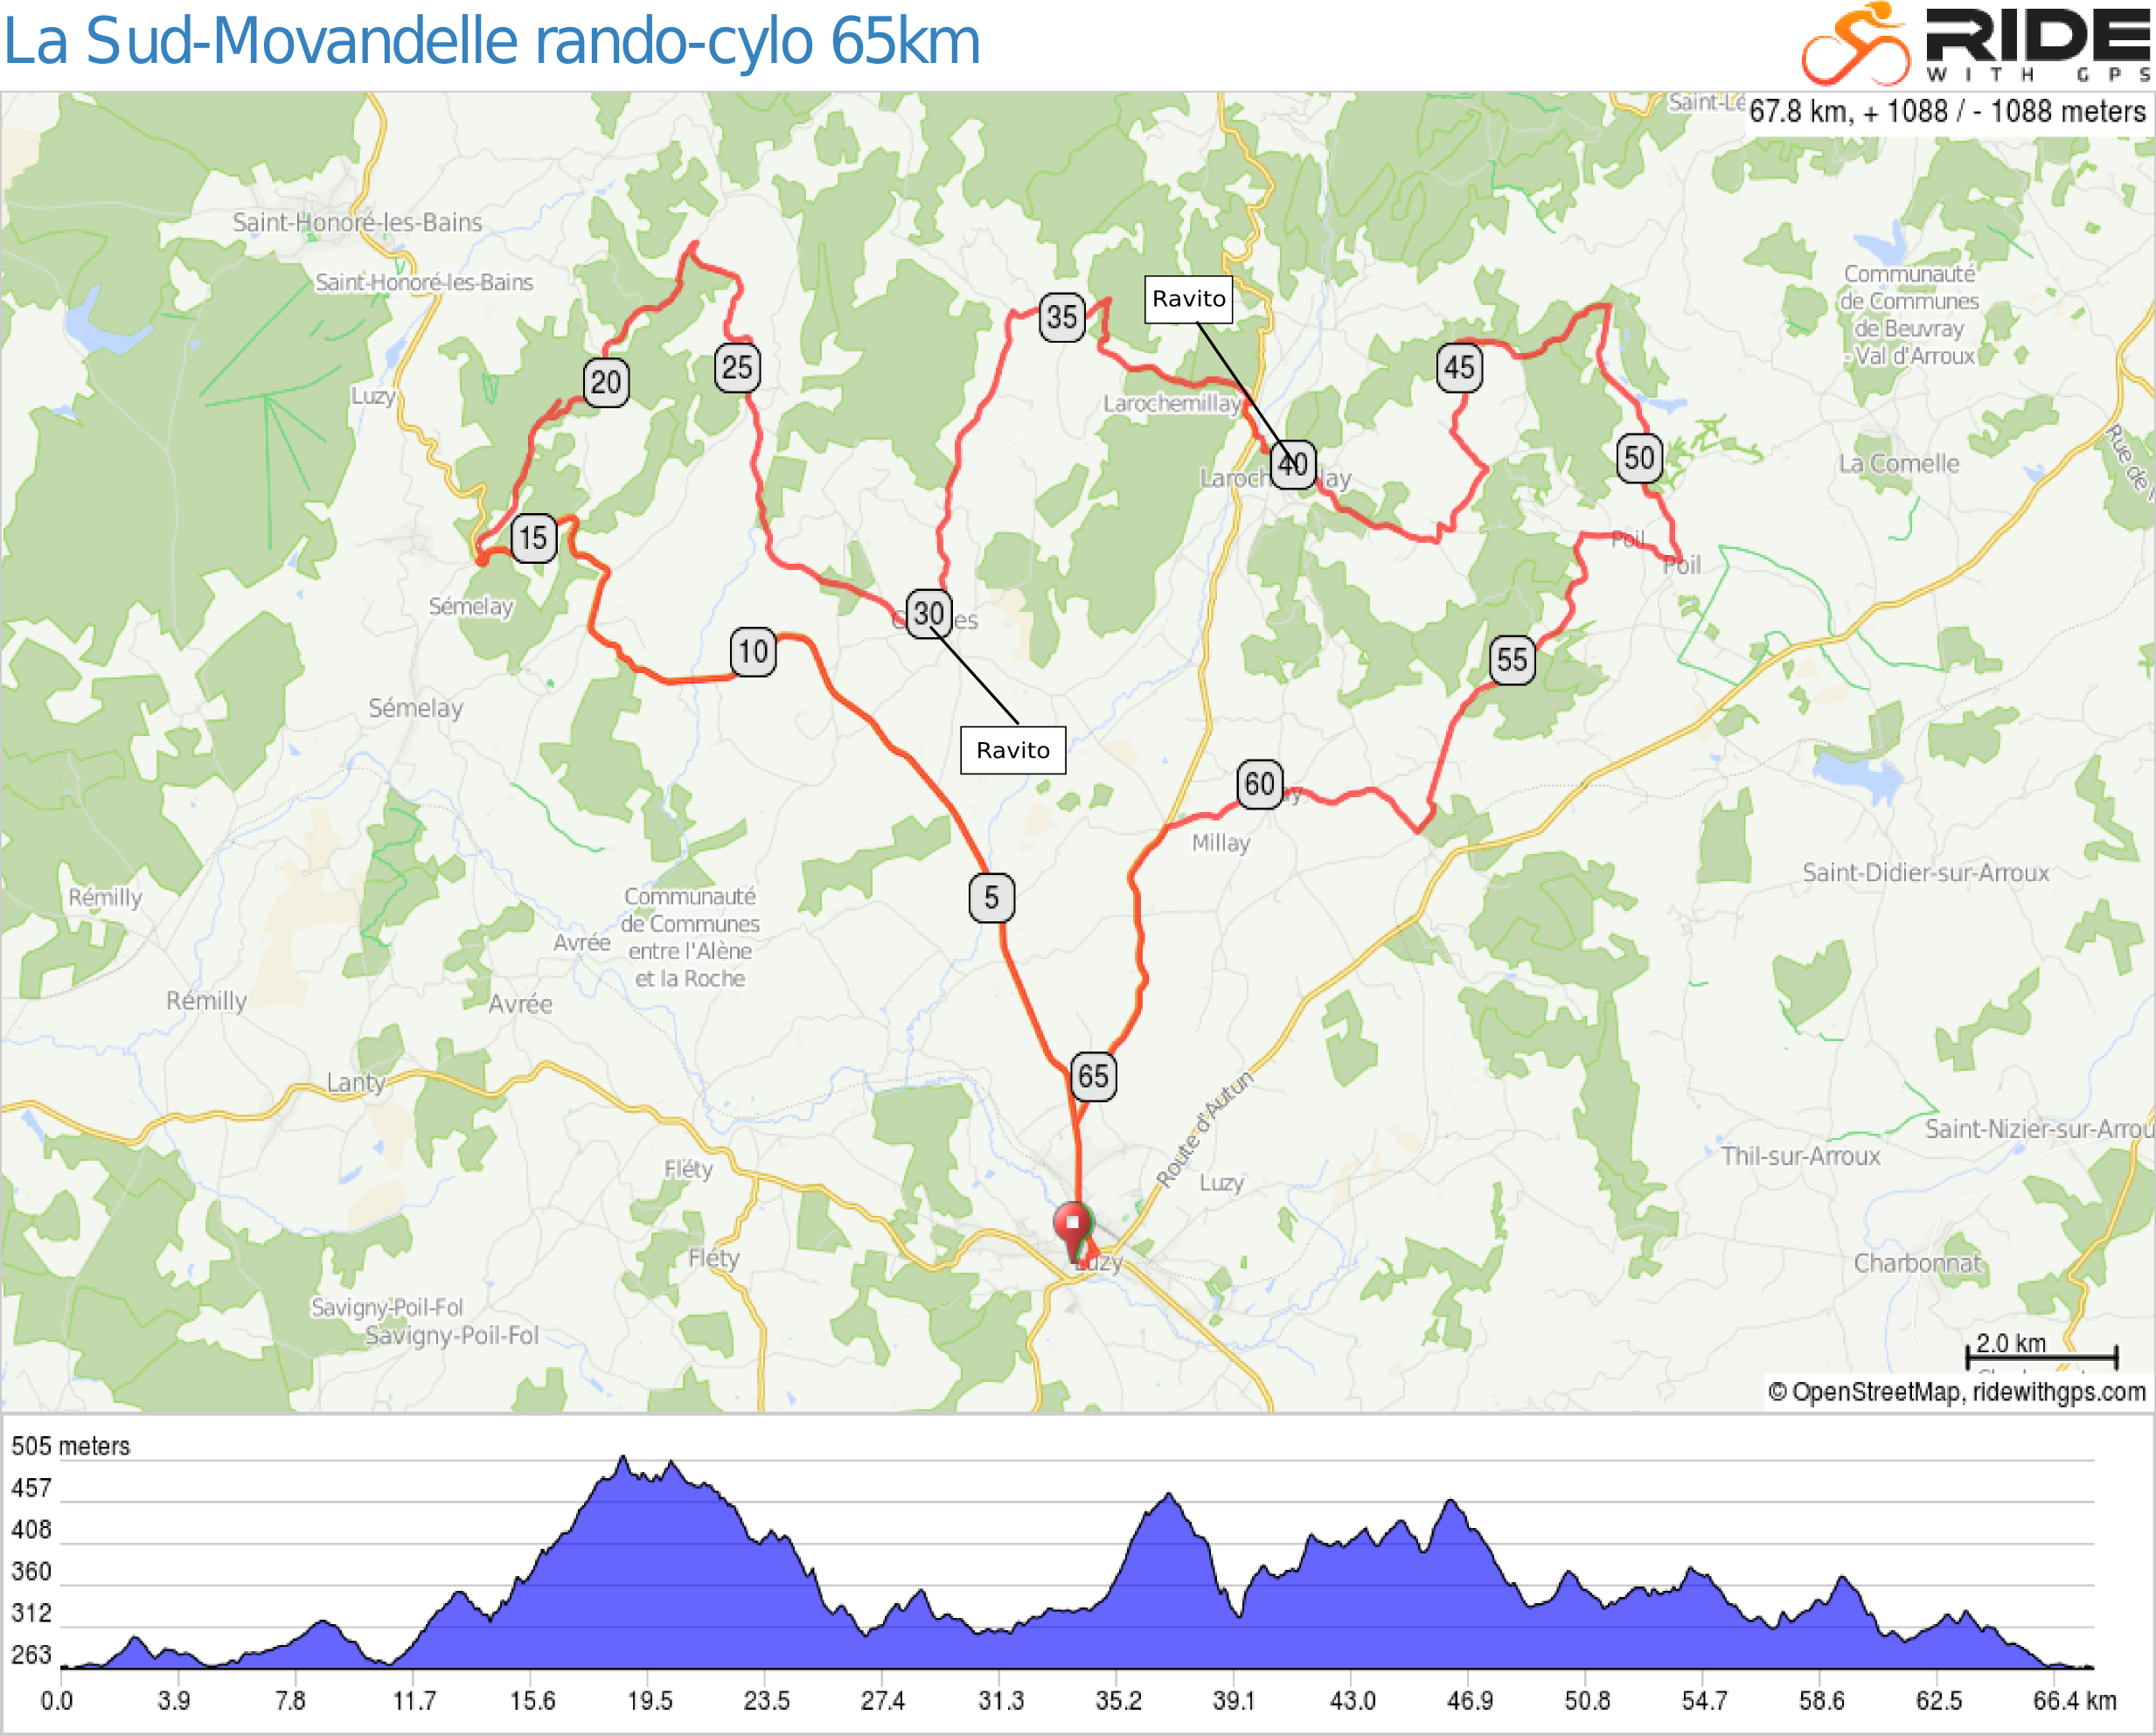 La Sud-Movandelle rando-cylo 65km
RIDE
WITH GPS
67.8 km, + 1088 / - 1088 meters
Saint-Honoré-les-Bains
Saint-Honoré-les-Bains
Luzy
20
25
35
Ravito
Larochemillay
40
45
50
Communauté
de Communes
de Beuvray
- Val d'Arroux
La Comelle
Rue de
15
Sémelay
Sémelay
10
30
Ravito
Poil
Poil
55
60
Millay
5
Saint-Didier-sur-Arroux
Rémilly
Rémilly
Communauté
de Communes
entre l'Alène
et la Roche
Avrée
Avrée
Lanty
65
Route d'Autun
Luzy
Fléty
Fléty
Luzy
Thil-sur-Arroux
Saint-Nizier-sur-Arrou
Charbonnat
Savigny-Poil-Fol
Savigny-Poil-Fol
2.0 km
© OpenStreetMap, ridewithgps.com
505 meters
457
408
360
312
263
0.0 3.9 7.8 11.7 15.6 19.5 23.5 27.4 31.3 35.2 39.1 43.0 46.9 50.8 54.7 58.6 62.5 66.4 km